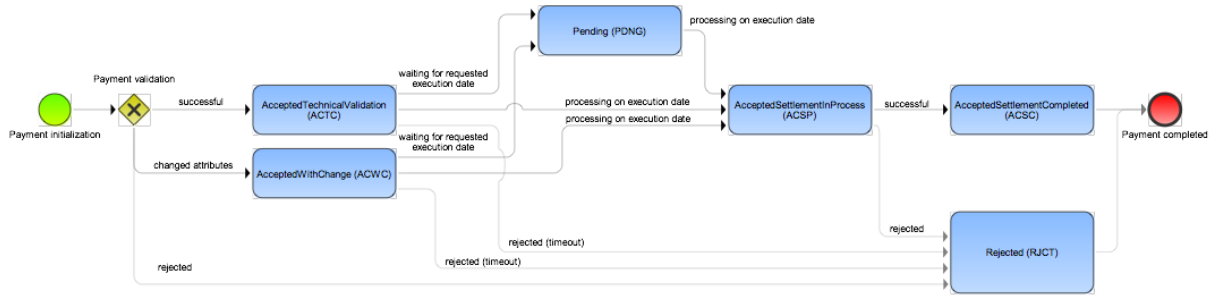 Pending (PDNG)
processing on execution date
Payment validation
waiting for requested
execution date
successful
AcceptedTechnicalValidation
(ACTC)
processing on execution date
AcceptedSettlementInProcess
(ACSP)
successful
AcceptedSettlementCompleted
(ACSC)
Payment initialization
processing on execution date
Payment completed
waiting for requested
execution date
changed attributes
AcceptedWithChange (ACWC)
rejected
rejected (timeout)
Rejected (RJCT)
rejected (timeout)
rejected